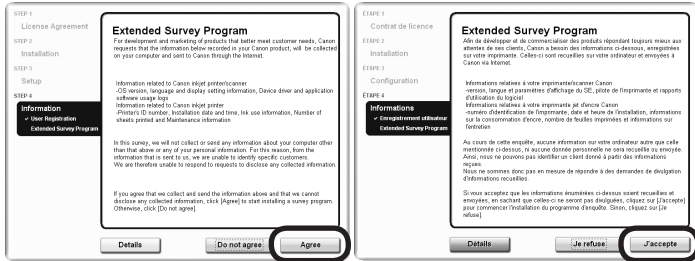 STEP 1
License Agreement
STEP 2
Installation
STEP 3
Setup
STEP 4
Information
✓ User Registration
Extended Survey Program
Extended Survey Program
For development and marketing of products that better meet customer needs, Canon
requests that the information below recorded in your Canon product, will be collected
on your computer and sent to Canon through the Internet.
Information related to Canon inkjet printer/scanner
-OS version, language and display setting information, Device driver and application
software usage logs
Information related to Canon inkjet printer
-Printer's ID number, Installation date and time, Ink use information, Number of
sheets printed and Maintenance information
In this survey, we will not collect or send any information about your computer other
than that above or any of your personal information. For this reason, from the
information that is sent to us, we are unable to identify specific customers.
We are therefore unable to respond to requests to disclose any collected information.
If you agree that we collect and send the information above and that we cannot
disclose any collected information, click [Agree] to start installing a survey program.
Otherwise, click [Do not agree].
Details
Do not agree
Agree
ÉTAPE 1
Contrat de licence
ÉTAPE 2
Installation
ÉTAPE 3
Configuration
ÉTAPE 4
Informations
✓ Enregistrement utilisateur
Extended Survey Program
Extended Survey Program
Afin de développer et de commercialiser des produits répondant toujours mieux aux
attentes de ses clients, Canon a besoin des informations ci-dessous, enregistrées
sur votre imprimante. Celles-ci sont recueillies sur votre ordinateur et envoyées à
Canon via Internet.
Informations relatives à votre imprimante/scanner Canon
-version, langue et paramètres d'affichage du SE, pilote de l'imprimante et rapports
d'utilisation du logiciel
Informations relatives à votre imprimante jet d'encre Canon
-numéro d'identification de l'imprimante, date et heure de l'installation, informations
sur la consommation d'encre, nombre de feuilles imprimées et informations sur
l'entretien
Au cours de cette enquête, aucune information sur votre ordinateur autre que celle
mentionnée ci-dessus, ni aucune donnée personnelle ne sera recueillie ou envoyée.
Ainsi, nous ne pouvons pas identifier un client donné à partir des informations
reçues.
Nous ne sommes donc pas en mesure de répondre à des demandes de divulgation
d'informations recueillies.
Si vous acceptez que les informations énumérées ci-dessus soient recueillies et
envoyées, en sachant que celles-ci ne seront pas divulguées, cliquez sur [J'accepte]
pour commencer l'installation du programme d'enquête. Sinon, cliquez sur [Je
refuse].
Détails
Je refuse
J'accepte